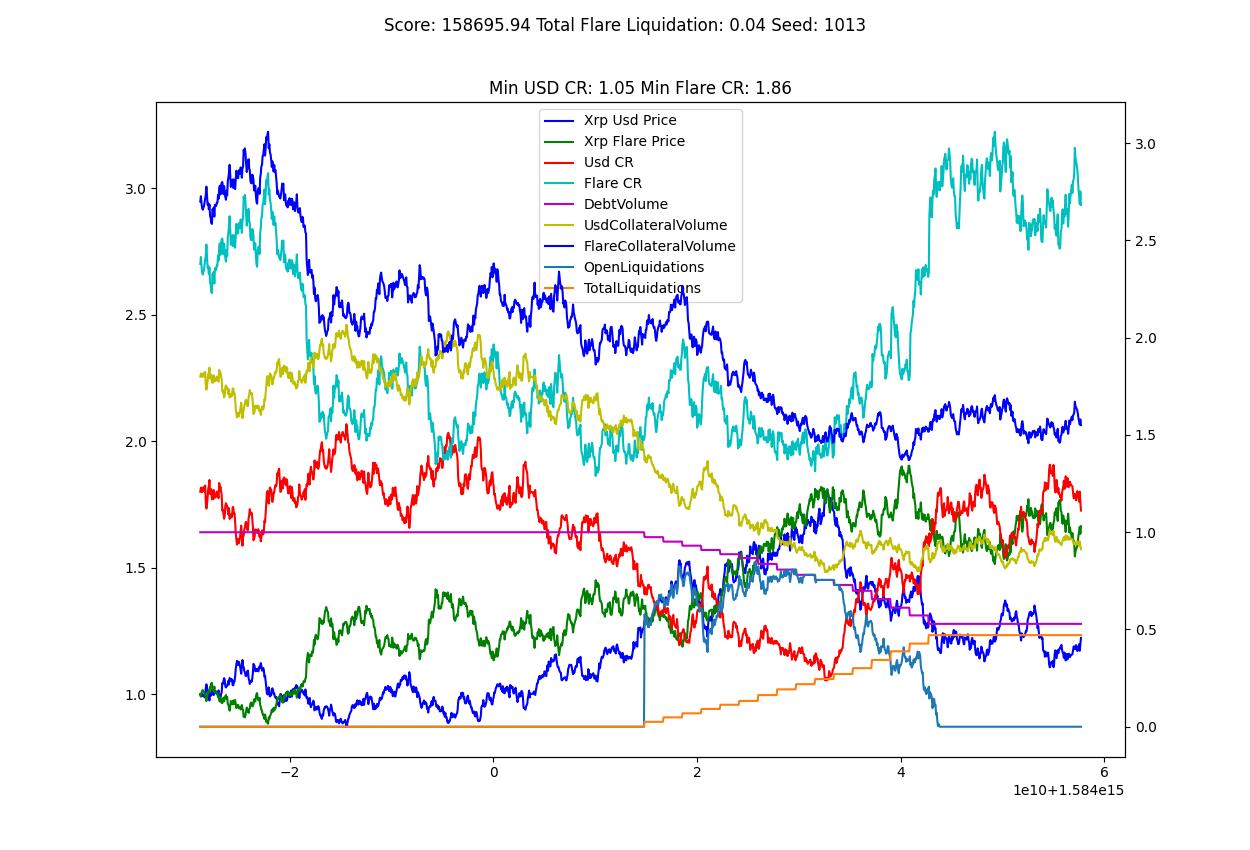 Score: 158695.94 Total Flare Liquidation: 0.04 Seed: 1013
Min USD CR: 1.05 Min Flare CR: 1.86
Xrp Usd Price
Xrp Flare Price
Usd CR
Flare CR
DebtVolume
UsdCollateralVolume
FlareCollateralVolume
OpenLiquidations
TotalLiquidations
3.0
2.5
2.0
1.5
1.0
3.0
2.5
2.0
1.5
1.0
0.5
0.0
−2 0 2 4 6
1e10+1.584e15